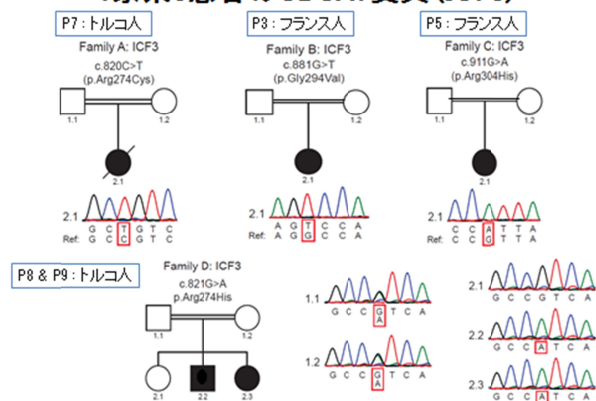 P7:トルコ人
Family A: ICF3
c.820C>T
(p.Arg274Cys)
1.1
1.2
2.1
2.1
G C T G T C
Ref: G C C G T C
P3:フランス人
Family B: ICF3
c.881G>T
(p.Gly294Val)
1.1
1.2
2.1
2.1
A G T C C A
Ref: A G G C C A
P5:フランス人
Family C: ICF3
c.911G>A
(p.Arg304His)
1.1
1.2
2.1
2.1
C C A T T A
Ref: C C G T T A
P8 & P9:トルコ人
Family D: ICF3
c.821G>A
p.Arg274His
1.1
1.2
2.1
2.2
2.3
1.1
G C C G T C A
A
1.2
G C C G T C A
A
2.1
G C C G T C A
2.2
G C C A T C A
2.3
G C C A T C A